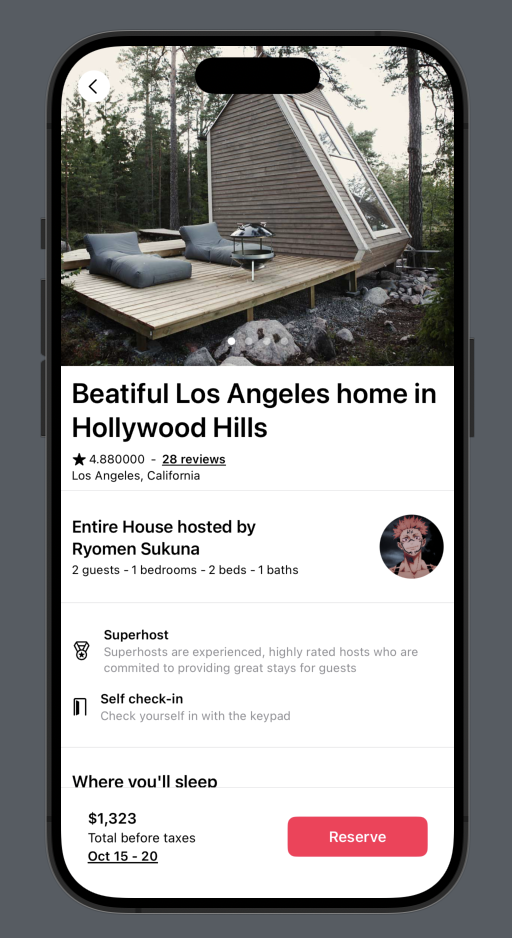 Beatiful Los Angeles home in
Hollywood Hills
4.880000 - 28 reviews
Los Angeles, California
Entire House hosted by
Ryomen Sukuna
2 guests - 1 bedrooms - 2 beds - 1 baths
Superhost
Superhosts are experienced, highly rated hosts who are
commited to providing great stays for guests
Self check-in
Check yourself in with the keypad
Where you'll sleep
$1,323
Total before taxes
Oct 15 - 20
Reserve